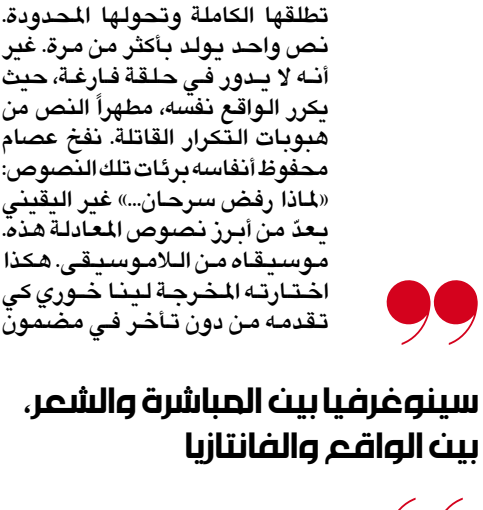 تطلقها الكاملة وتحولها المحدودة.
نص واحد يولد بأكثر من مرة. غير
أنه لا يدور في حلقة فارغة، حيث
يكرر الواقع نفسه، مطهراً النص من
هبوبات التكرار القاتلة. نفخ عصام
محفوظ أنفاسه برئات تلك النصوص:
«لماذا رفض سرحان...» غير اليقيني
يعدّ من أبرز نصوص المعادلة هذه.
موسيقاه من اللاموسيقى. هكذا
اختارته المخرجة لينا خوري كي
تقدمه من دون تأخر في مضمون
سينوغرفيا بين المباشرة والشعر،
بين الواقع والفانتازيا